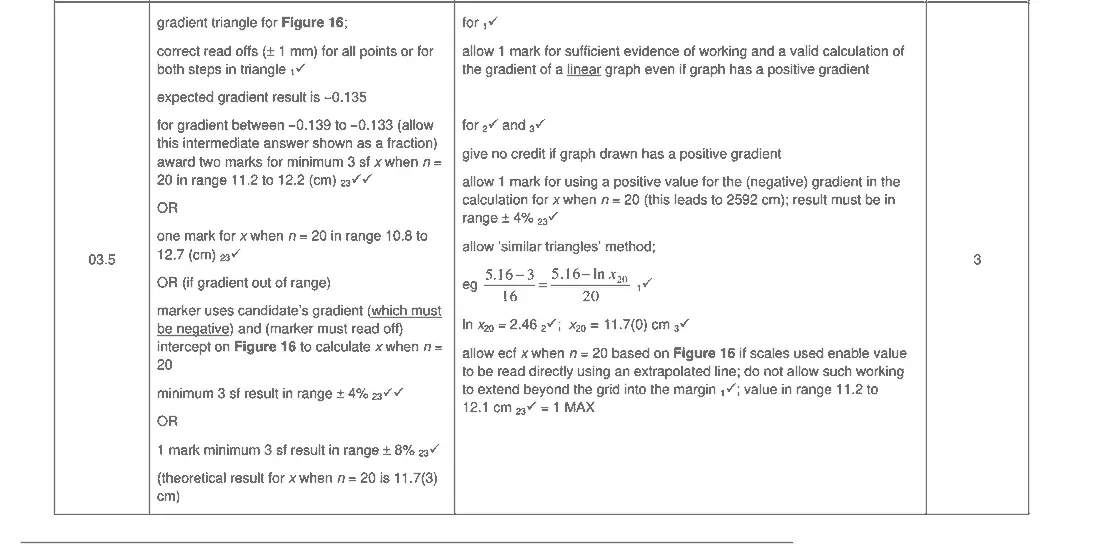 gradient triangle for Figure 16;
correct read offs (± 1 mm) for all points or for
both steps in triangle ₁✓
expected gradient result is −0.135
for gradient between −0.139 to −0.133 (allow
this intermediate answer shown as a fraction)
award two marks for minimum 3 sf x when n =
20 in range 11.2 to 12.2 (cm) ₂₃✓✓
OR
one mark for x when n = 20 in range 10.8 to
12.7 (cm) ₂₃✓
OR (if gradient out of range)
marker uses candidate's gradient (which must
be negative) and (marker must read off)
intercept on Figure 16 to calculate x when n =
20
minimum 3 sf result in range ± 4% ₂₃✓✓
OR
1 mark minimum 3 sf result in range ± 8% ₂₃✓
(theoretical result for x when n = 20 is 11.7(3)
cm)
03.5
for ₁✓
allow 1 mark for sufficient evidence of working and a valid calculation of
the gradient of a linear graph even if graph has a positive gradient
for ₂✓ and ₃✓
give no credit if graph drawn has a positive gradient
allow 1 mark for using a positive value for the (negative) gradient in the
calculation for x when n = 20 (this leads to 2592 cm); result must be in
range ± 4% ₂₃✓
allow 'similar triangles' method;
eg (5.16−3)/16 = (5.16−ln x₂₀)/20 ₁✓
ln x₂₀ = 2.46 ₂✓; x₂₀ = 11.7(0) cm ₃✓
allow ecf x when n = 20 based on Figure 16 if scales used enable value
to be read directly using an extrapolated line; do not allow such working
to extend beyond the grid into the margin ₁✓; value in range 11.2 to
12.1 cm ₂₃✓ = 1 MAX
3